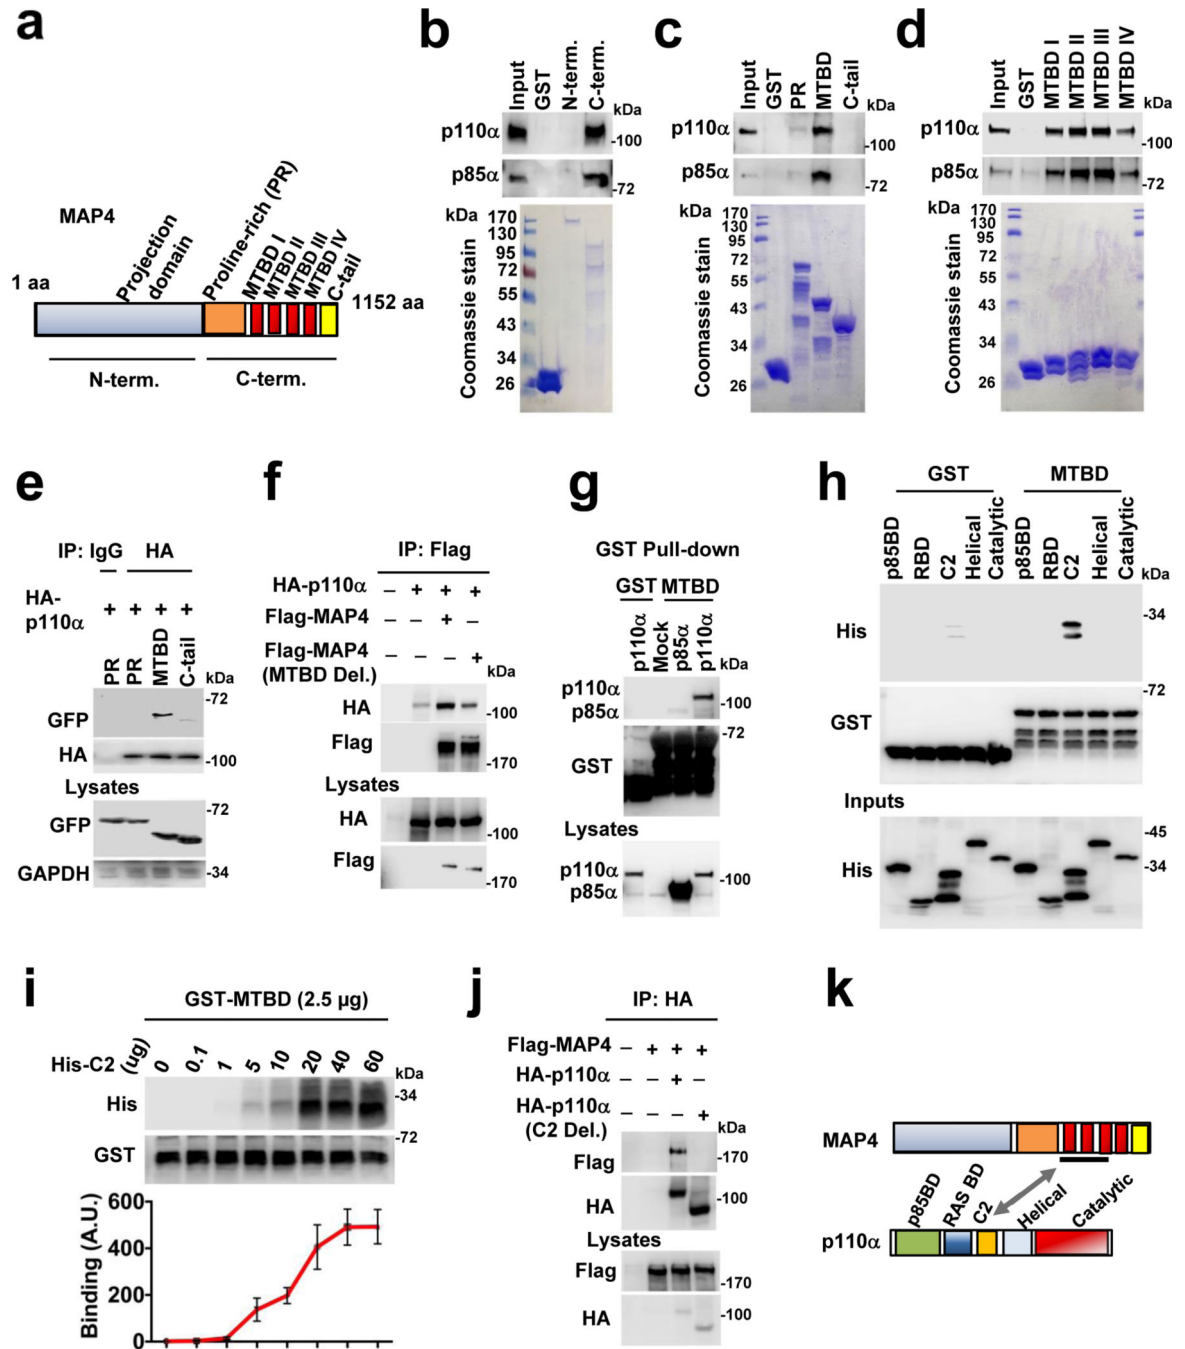 a
MAP4
1 aa
Projection
domain
Proline-rich (PR)
MTBD I
MTBD II
MTBD III
MTBD IV
C-tail
1152 aa
N-term.
C-term.
b
Input
GST
N-term.
C-term.
kDa
p110α
-100
p85α
-72
kDa
170
130
95
72
55
43
34
26
Coomassie stain
c
Input
GST
PR
MTBD
C-tail
kDa
p110α
-100
p85α
-72
kDa
170
130
95
72
55
43
34
26
Coomassie stain
d
Input
GST
MTBD I
MTBD II
MTBD III
MTBD IV
kDa
p110α
-100
p85α
-72
kDa
170
130
95
72
55
43
34
26
Coomassie stain
e
IP: IgG HA
HA-
p110α + + + +
PR
PR
MTBD
C-tail
kDa
-72
GFP
HA
-100
Lysates
-72
GFP
GAPDH -34
f
IP: Flag
HA-p110α – + + +
Flag-MAP4 – – + –
Flag-MAP4
(MTBD Del.) – – – +
kDa
HA -100
Flag
-170
Lysates
HA
-100
Flag
-170
g
GST Pull-down
GST MTBD
p110α
Mock
p85α
p110α
kDa
p110α
p85α
-100
-72
GST
Lysates
p110α
p85α
-100
h
GST MTBD
p85BD
RBD
C2
Helical
Catalytic
p85BD
RBD
C2
Helical
Catalytic
kDa
-34
His
-72
GST
Inputs
-45
His -34
i
GST-MTBD (2.5 µg)
His-C2 (ug) 0 0.1 1 5 10 20 40 60
kDa
-34
His
-72
GST
Binding (A.U.)
600
400
200
0
j
IP: HA
Flag-MAP4 – + + +
HA-p110α – – + –
HA-p110α
(C2 Del.) – – – +
kDa
Flag -170
HA -100
Lysates
Flag -170
HA -100
k
MAP4
p85BD
RAS BD
C2
Helical
Catalytic
p110α